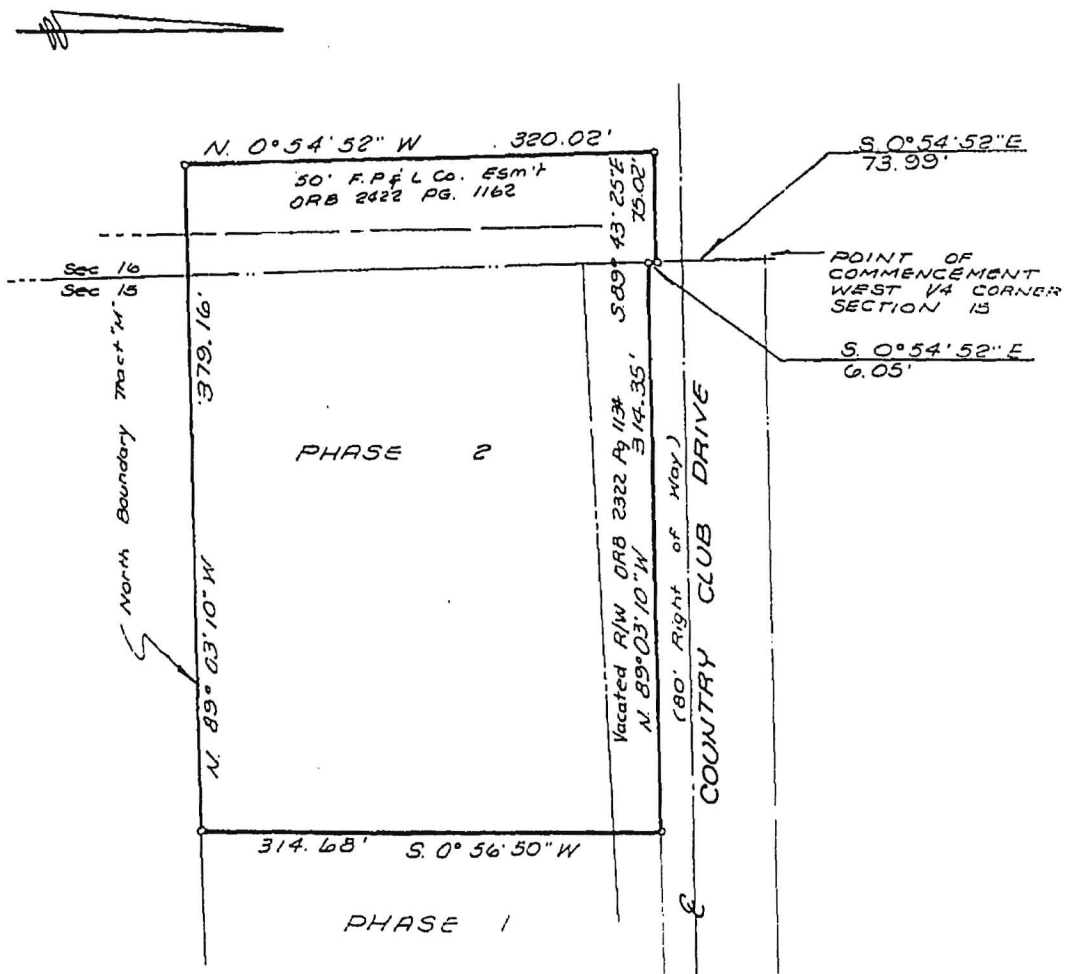 N. 0°54'52" W 320.02'
50' F.P & L Co. Esm't
ORB 2422 PG. 1162
S.89°43'25"E
75.02'
S. 0°54'52"E
73.99'
POINT OF
COMMENCEMENT
WEST 1/4 CORNER
SECTION 15
S. 0°54'52" E
6.05'
Sec 16
Sec 15
North Boundary Tract "M"
379.16'
N. 89° 03' 10" W
PHASE 2
Vacated R/W ORB 2322 Pg 1134
314.35'
N. 89°03'10"W
(80' Right of Way)
COUNTRY CLUB DRIVE
314.68' S. 0°56'50" W
PHASE 1